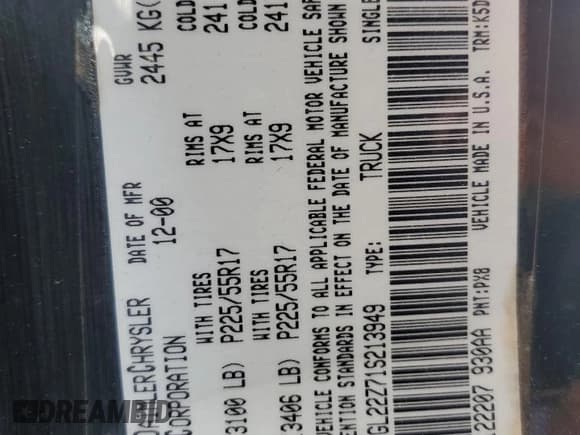 DAIMLERCHRYSLER
CORPORATION
DATE OF MFR
12-00
GVWR
2445 KG(
3100 LB)
WITH TIRES
P225/55R17
RIMS AT
17X9
COLD
241
3406 LB)
WITH TIRES
P225/55R17
RIMS AT
17X9
COLD
241
VEHICLE CONFORMS TO ALL APPLICABLE FEDERAL MOTOR VEHICLE SAF
ENTION STANDARDS IN EFFECT ON THE DATE OF MANUFACTURE SHOWN
GL22Z71S213949
TYPE:
TRUCK
SINGLE
22207 930AA
PNT:PX8
VEHICLE MADE IN U.S.A.
TRM:KSD
DREAMBID